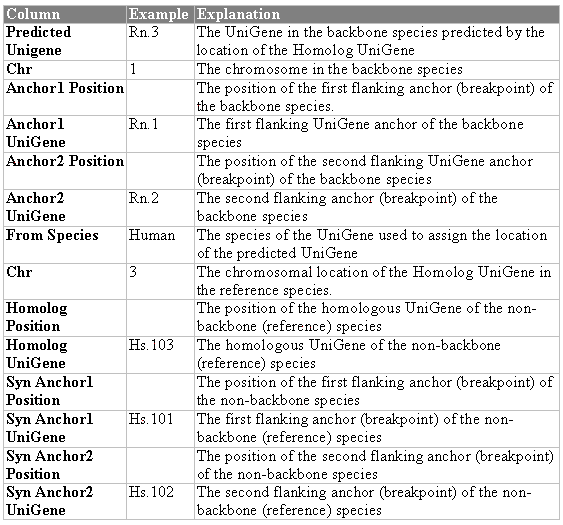 Column Example Explanation
Predicted Rn.3 The UniGene in the backbone species predicted by the
Unigene location of the Homolog UniGene
Chr 1 The chromosome in the backbone species
Anchor1 Position The position of the first flanking anchor (breakpoint) of
the backbone species.
Anchor1 Rn.1 The first flanking UniGene anchor of the backbone
UniGene species
Anchor2 Position The position of the second flanking UniGene anchor
(breakpoint) of the backbone species
Anchor2 Rn.2 The second flanking anchor (breakpoint) of the
UniGene backbone species
From Species Human The species of the UniGene used to assign the location
of the predicted UniGene
Chr 3 The chromosomal location of the Homolog UniGene in
the reference species.
Homolog The position of the homologous UniGene of the non-
Position backbone (reference) species
Homolog Hs.103 The homologous UniGene of the non-backbone
UniGene (reference) species
Syn Anchor1 The position of the first flanking anchor (breakpoint) of
Position the non-backbone species
Syn Anchor1 Hs.101 The first flanking anchor (breakpoint) of the non-
UniGene backbone (reference) species
Syn Anchor2 The position of the second flanking anchor (breakpoint)
Position of the non-backbone species
Syn Anchor2 Hs.102 The second flanking anchor (breakpoint) of the non-
UniGene backbone (reference) species